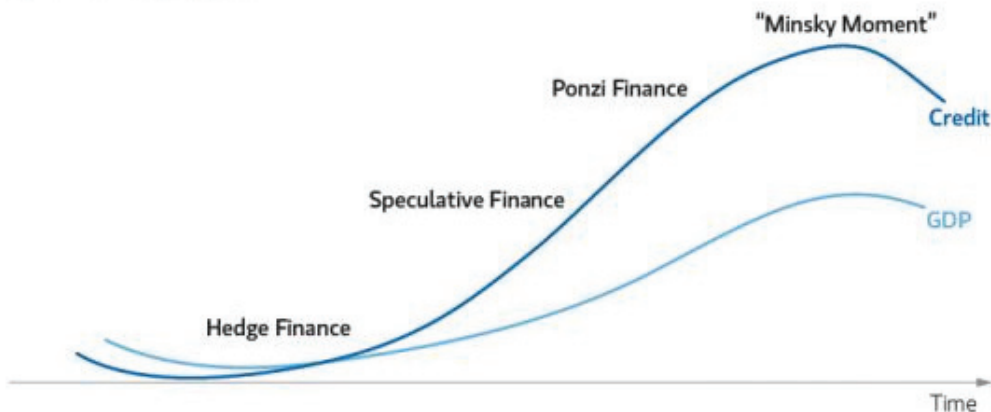 "Minsky Moment"
Ponzi Finance
Credit
Speculative Finance
GDP
Hedge Finance
Time